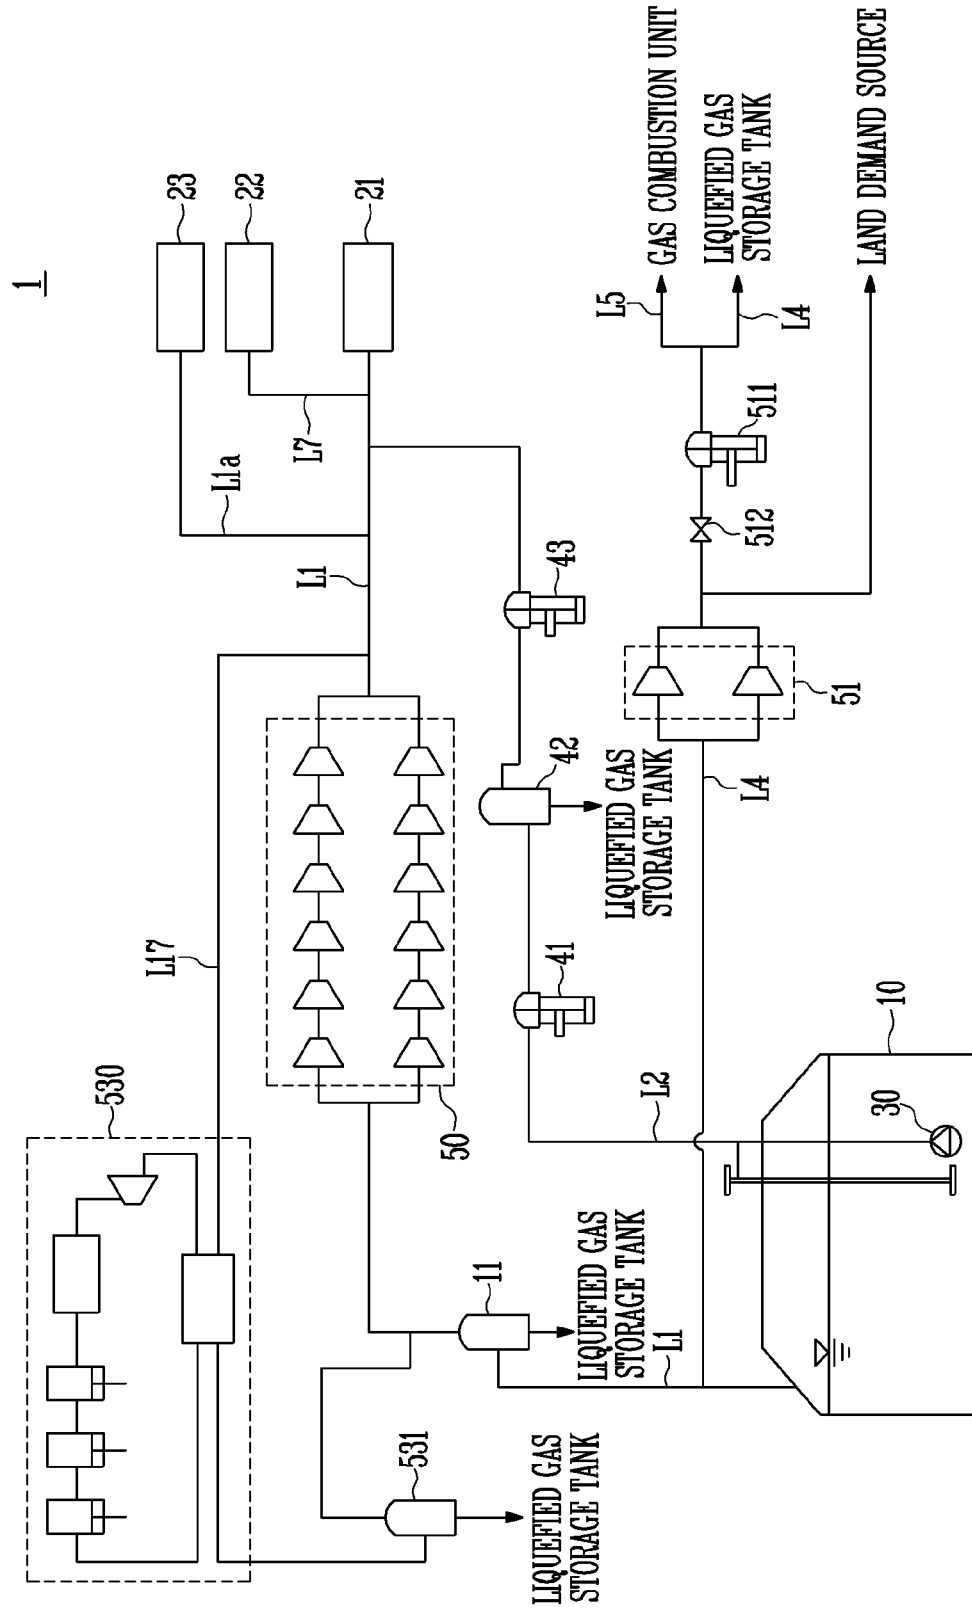 1
23
22
21
L1a
L7
L1
L5
GAS COMBUSTION UNIT
LIQUEFIED GAS
STORAGE TANK
L4
LAND DEMAND SOURCE
511
512
43
51
42
LIQUEFIED GAS
STORAGE TANK
L4
L17
41
530
50
L2
10
30
11
LIQUEFIED GAS
STORAGE TANK
L1
531
LIQUEFIED GAS
STORAGE TANK